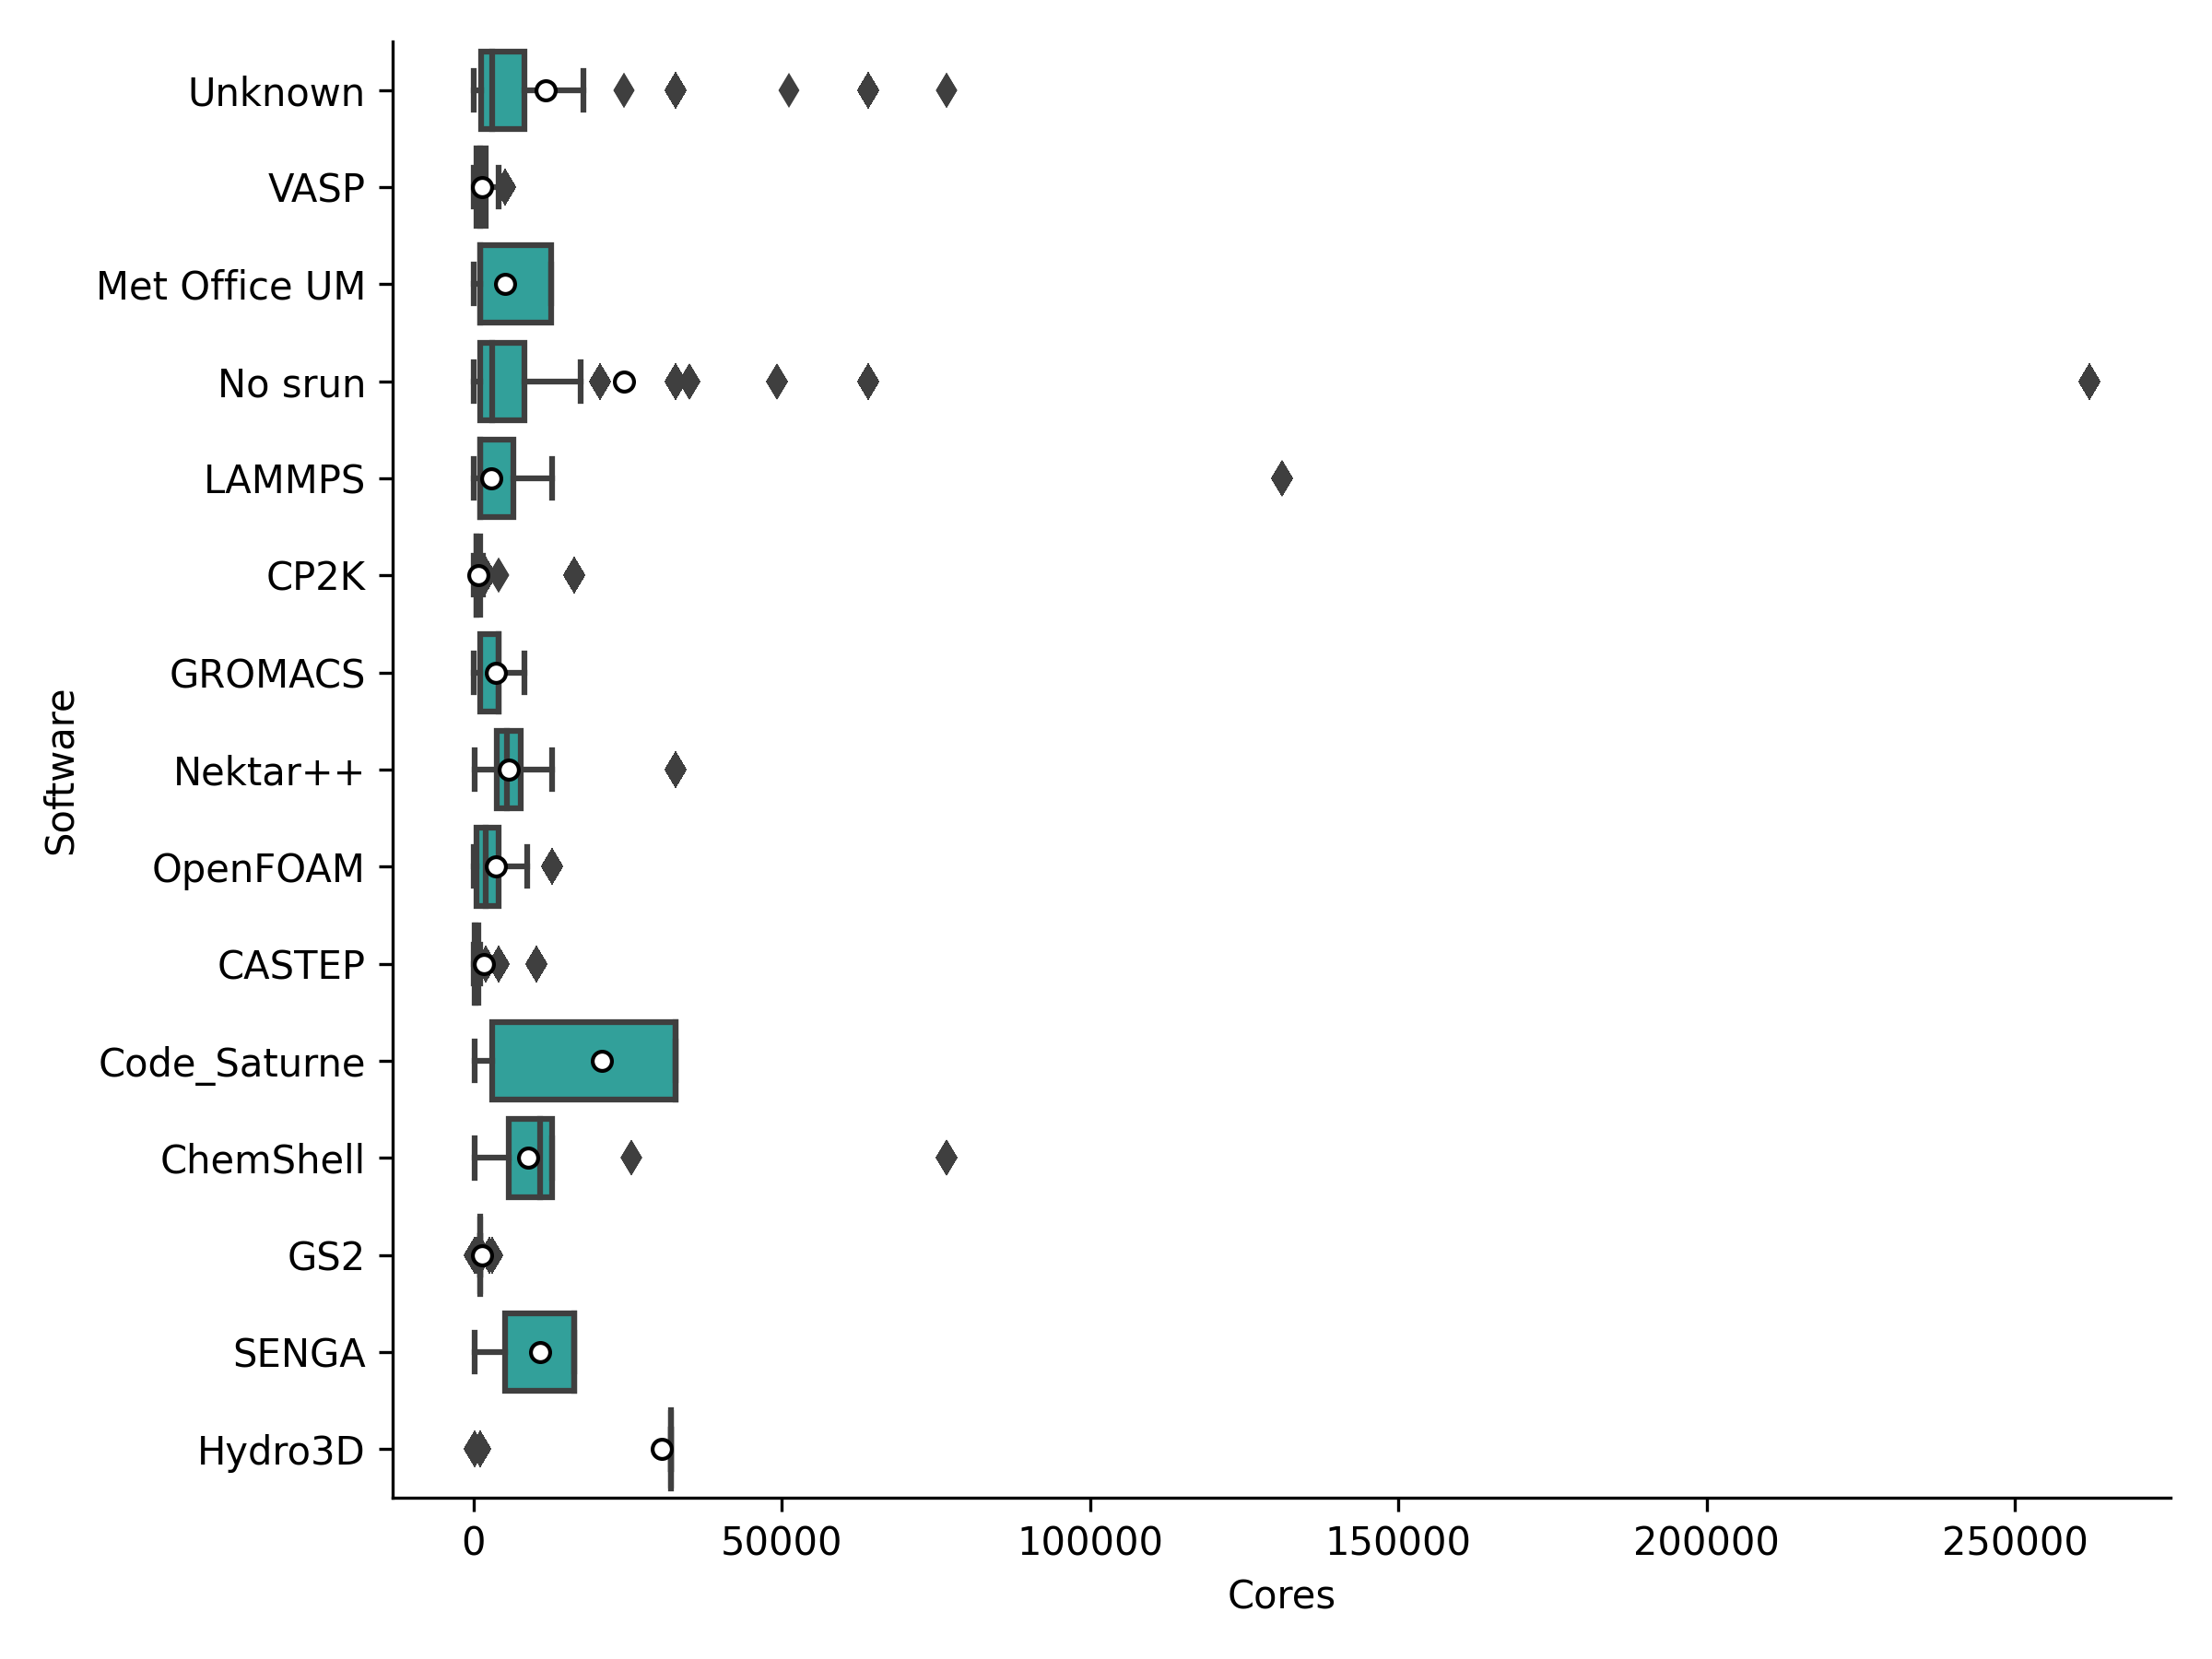 Unknown
VASP
Met Office UM
No srun
LAMMPS
CP2K
GROMACS
Nektar++
OpenFOAM
CASTEP
Code_Saturne
ChemShell
GS2
SENGA
Hydro3D
Software
0 50000 100000 150000 200000 250000
Cores